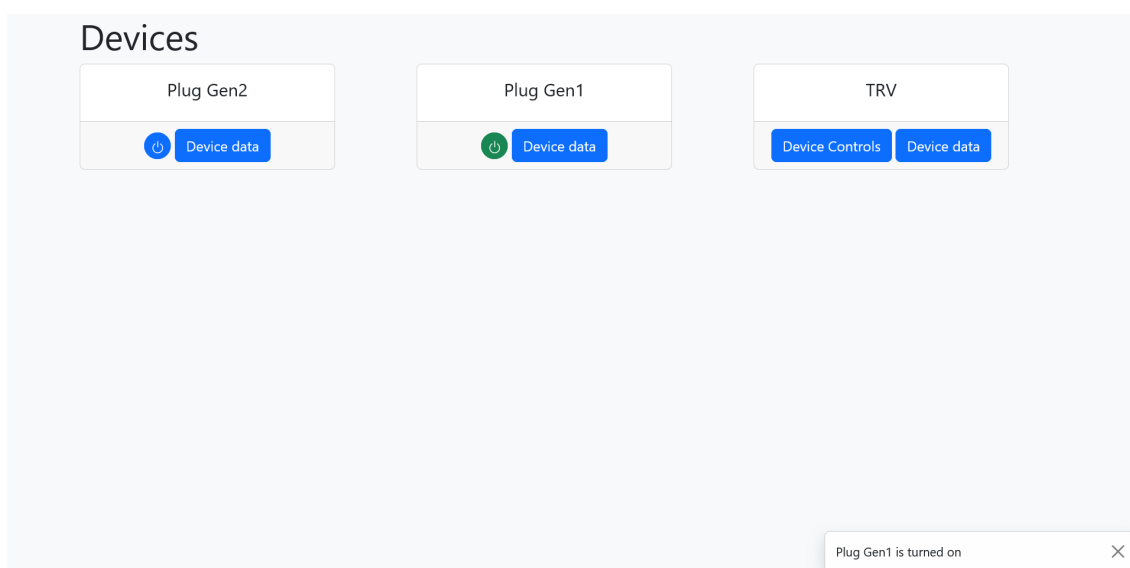 Devices
Plug Gen2
Device data
Plug Gen1
Device data
TRV
Device Controls Device data
Plug Gen1 is turned on